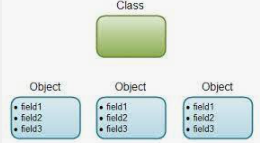 Class
Object Object Object
• field1 • field1 • field1
• field2 • field2 • field2
• field3 • field3 • field3